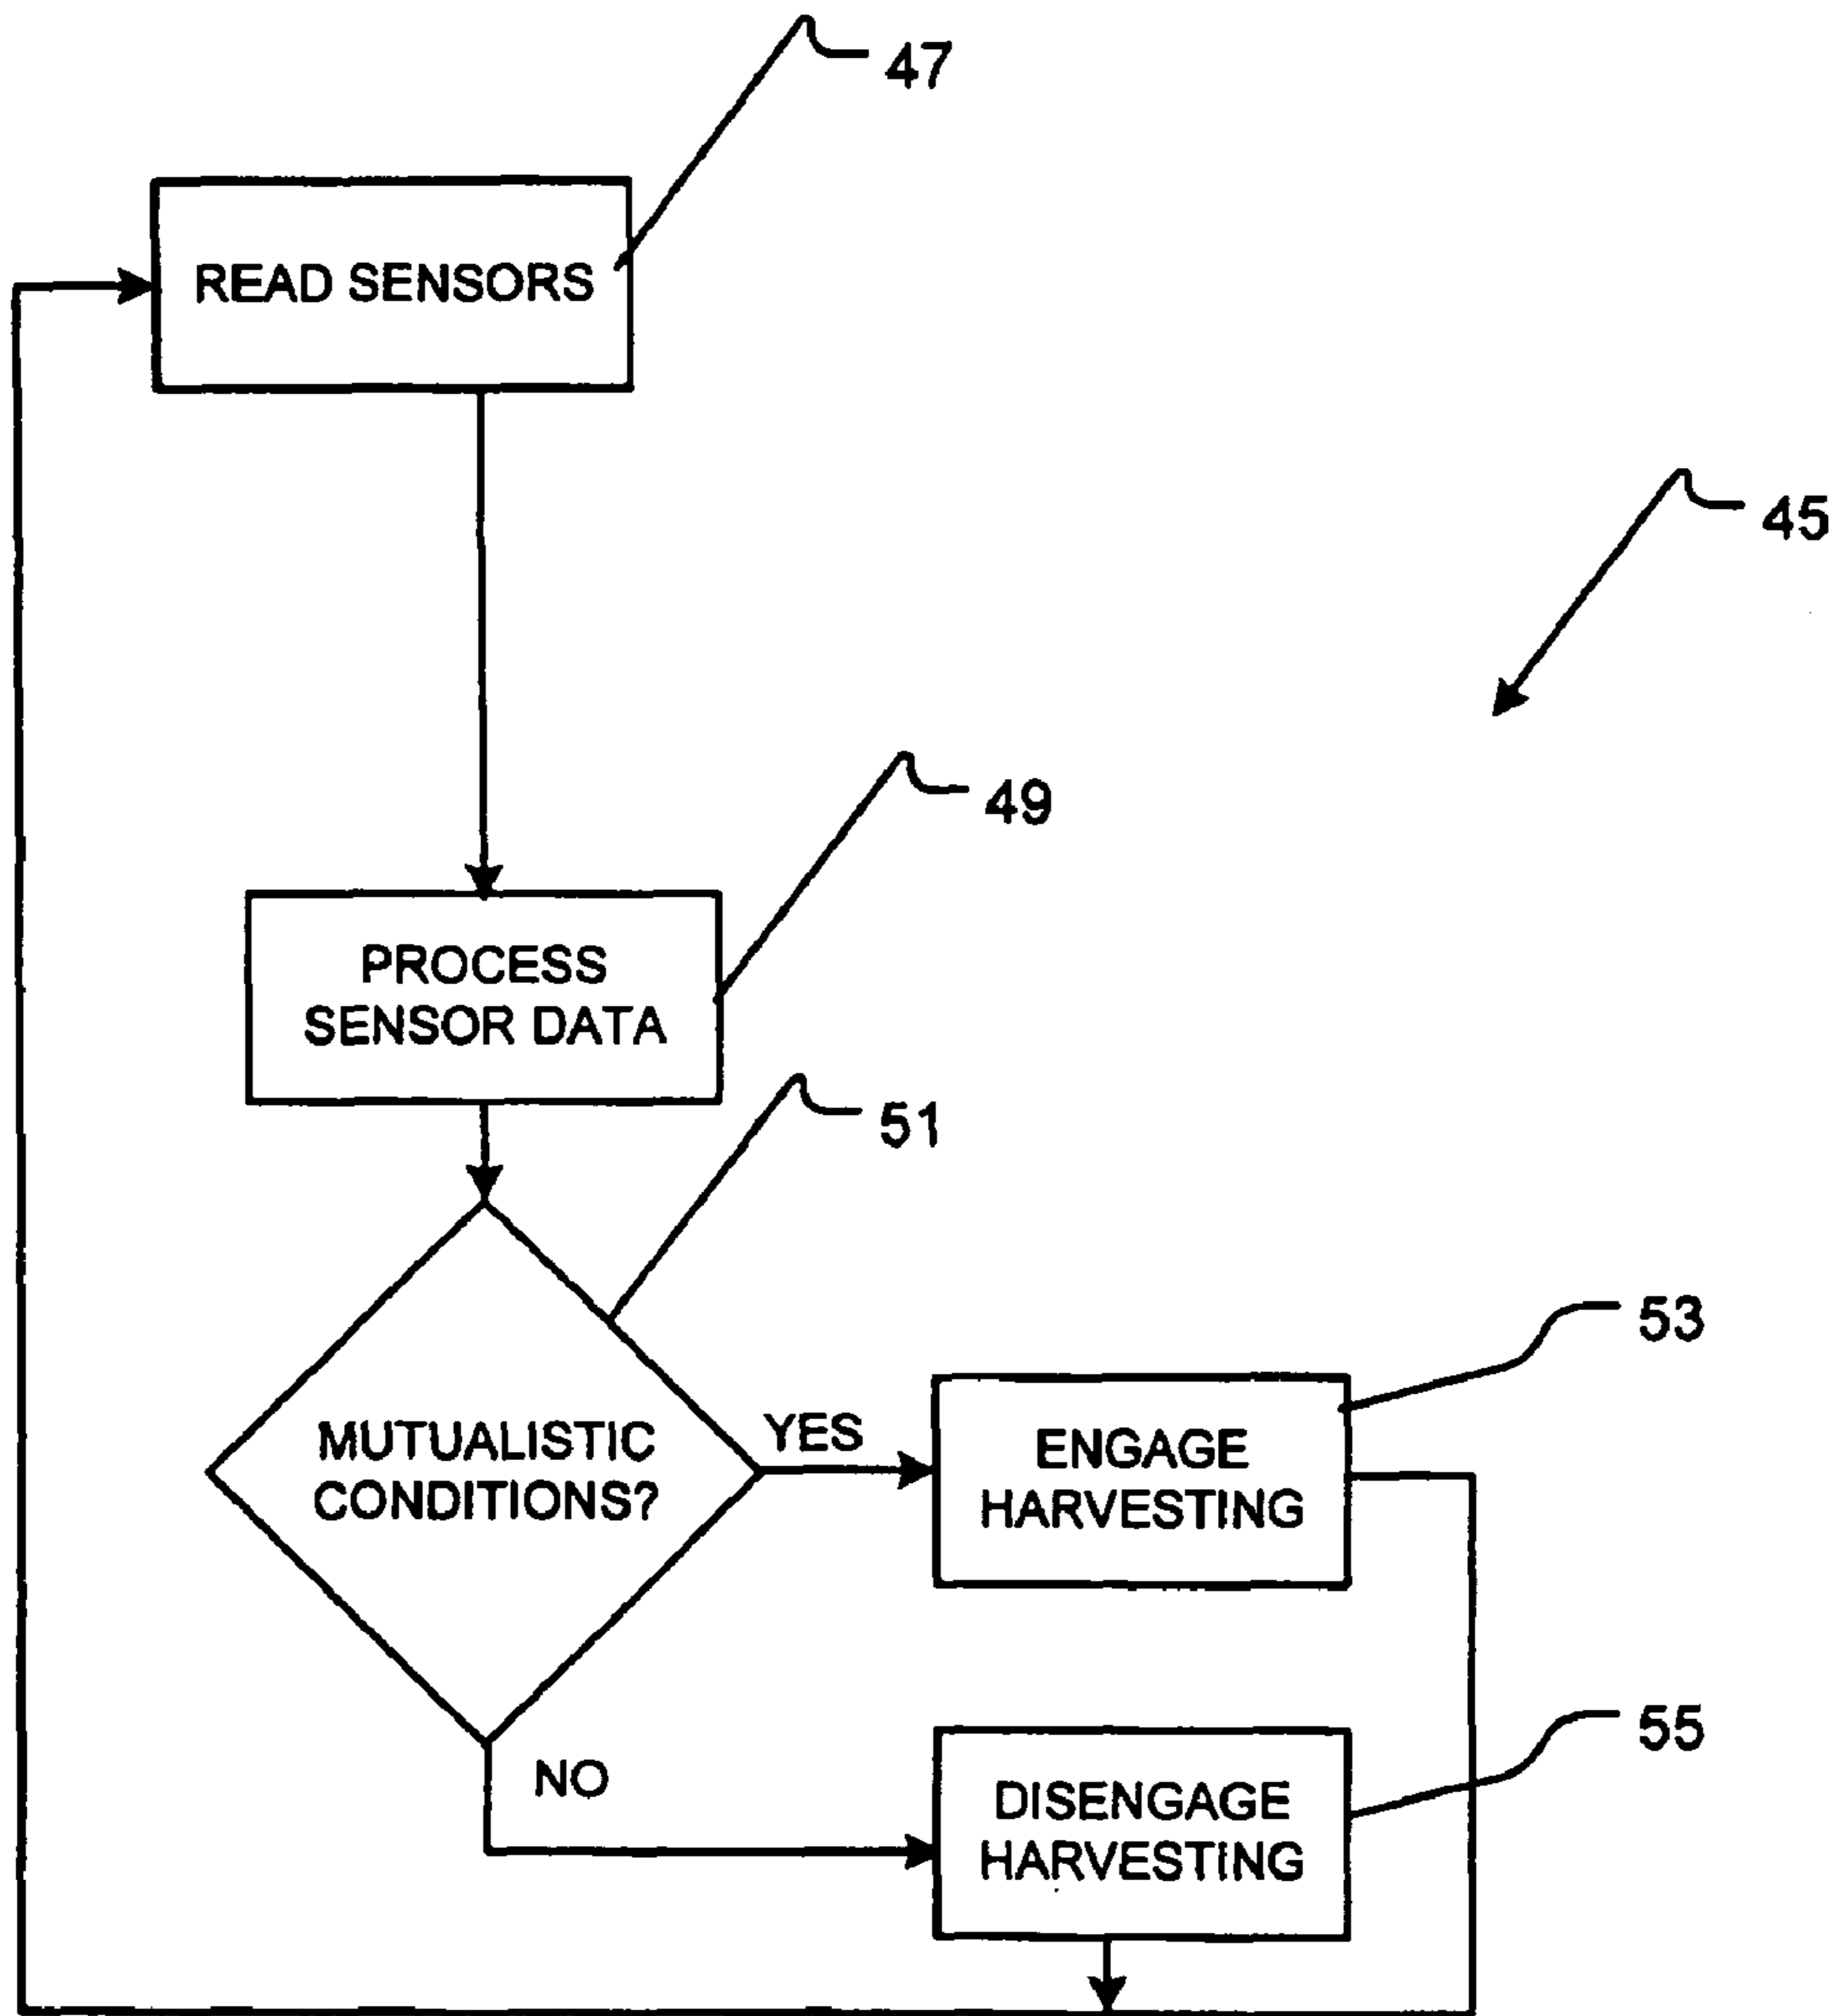 47
READ SENSORS
45
49
PROCESS
SENSOR DATA
51
53
YES
MUTUALISTIC
CONDITIONS?
ENGAGE
HARVESTING
55
NO
DISENGAGE
HARVESTING